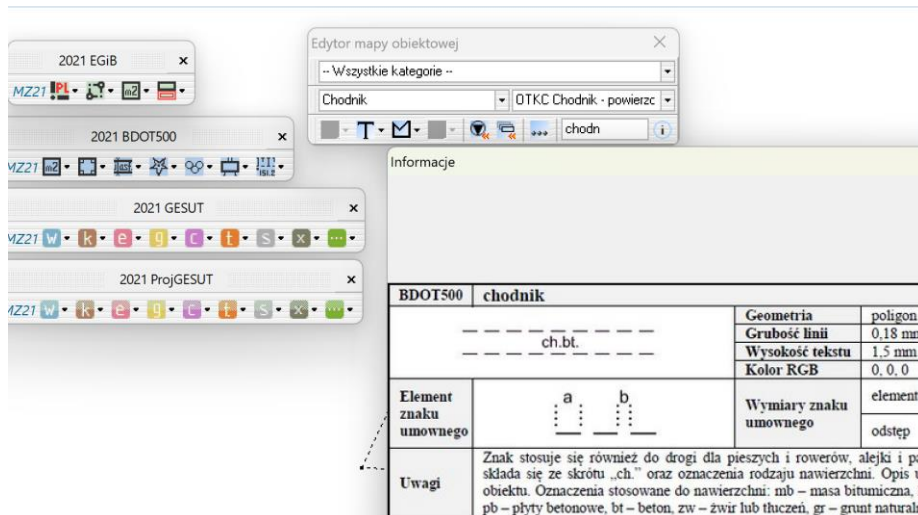 2021 EGiB
MZ21 PL m2
2021 BDOT500
MZ21 m2
2021 GESUT
MZ21 w k e g c t s x ...
2021 ProjGESUT
MZ21 w k e g c t s x ...
Edytor mapy obiektowej
-- Wszystkie kategorie --
Chodnik OTKC Chodnik - powierzc
T chodn i
Informacje
BDOT500 chodnik
ch.bt.
Geometria poligon
Grubość linii 0,18 mm
Wysokość tekstu 1,5 mm
Kolor RGB 0, 0, 0
Element znaku umownego
a b
Wymiary znaku umownego
element
odstęp
Uwagi
Znak stosuje się również do drogi dla pieszych i rowerów, alejki i
składa się ze skrótu „ch.” oraz oznaczenia rodzaju nawierzchni. Opis
obiektu. Oznaczenia stosowane do nawierzchni: mb – masa bitumiczna,
pb – płyty betonowe, bt – beton, zw – żwir lub tłuczeń, gr – grunt natural